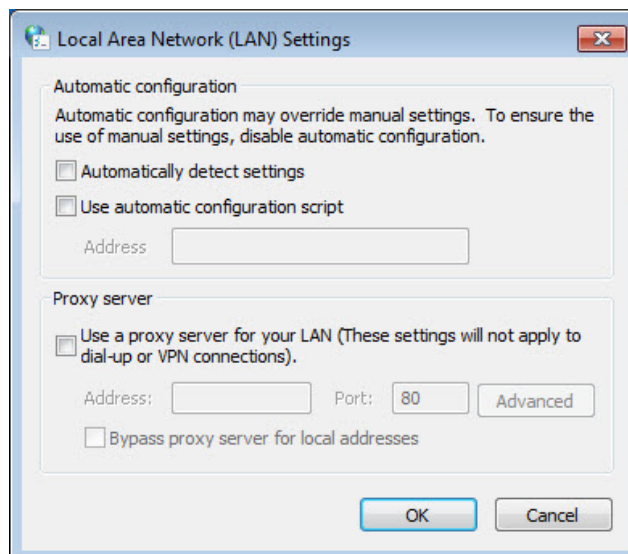 Local Area Network (LAN) Settings
Automatic configuration
Automatic configuration may override manual settings. To ensure the
use of manual settings, disable automatic configuration.
Automatically detect settings
Use automatic configuration script
Address
Proxy server
Use a proxy server for your LAN (These settings will not apply to
dial-up or VPN connections).
Address: Port: 80 Advanced
Bypass proxy server for local addresses
OK Cancel